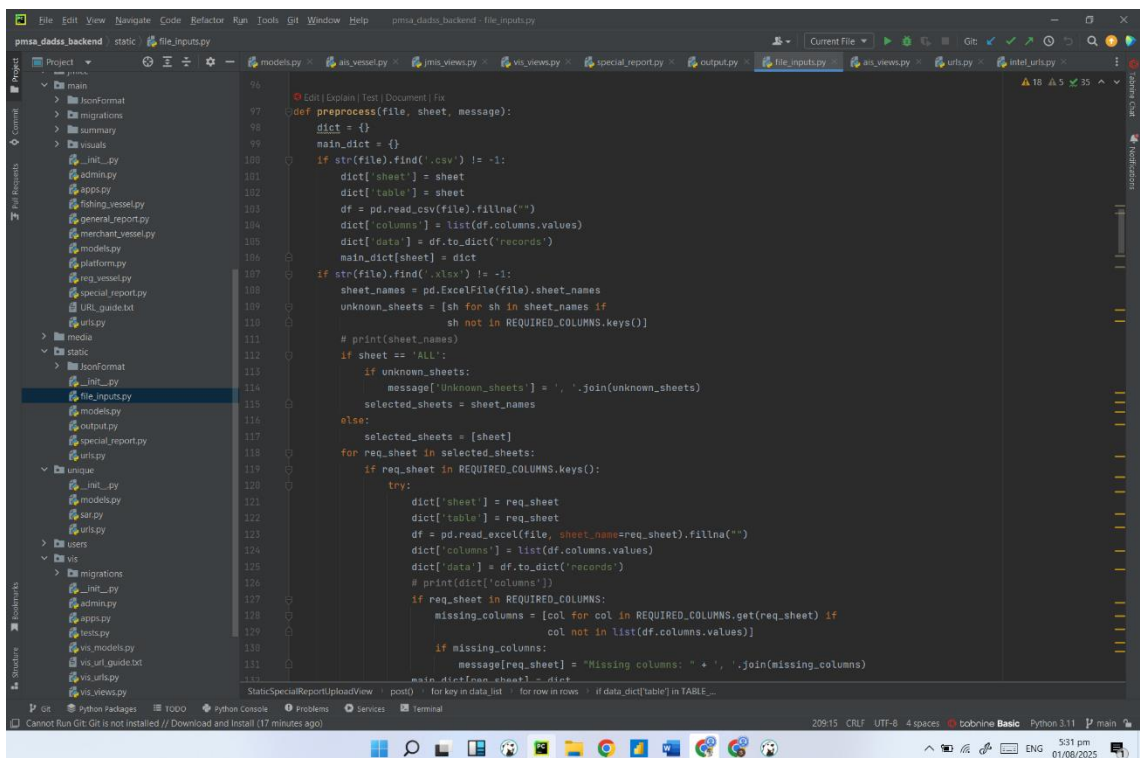 File Edit View Navigate Code Refactor Run Tools Git Window Help pmsa_dadss_backend - file_inputs.py
pmsa_dadss_backend static file_inputs.py Current File Git:
Project models.py ais_vessel.py jmis_views.py vis_views.py special_report.py output.py file_inputs.py ais_views.py urls.py intel_urls.py
main
JsonFormat
migrations
summary
visuals
__init__.py
admin.py
apps.py
fishing_vessel.py
general_report.py
merchant_vessel.py
models.py
platform.py
reg_vessel.py
special_report.py
URL_guide.txt
urls.py
media
static
JsonFormat
__init__.py
file_inputs.py
models.py
output.py
special_report.py
urls.py
unique
__init__.py
models.py
sar.py
urls.py
users
vis
migrations
__init__.py
admin.py
apps.py
tests.py
vis_models.py
vis_url_guide.txt
vis_urls.py
vis_views.py
96
Edit | Explain | Test | Document | Fix
97 def preprocess(file, sheet, message):
98 dict = {}
99 main_dict = {}
100 if str(file).find('.csv') != -1:
101 dict['sheet'] = sheet
102 dict['table'] = sheet
103 df = pd.read_csv(file).fillna("")
104 dict['columns'] = list(df.columns.values)
105 dict['data'] = df.to_dict('records')
106 main_dict[sheet] = dict
107 if str(file).find('.xlsx') != -1:
108 sheet_names = pd.ExcelFile(file).sheet_names
109 unknown_sheets = [sh for sh in sheet_names if
110 sh not in REQUIRED_COLUMNS.keys()]
111 # print(sheet_names)
112 if sheet == 'ALL':
113 if unknown_sheets:
114 message['Unknown_sheets'] = ', '.join(unknown_sheets)
115 selected_sheets = sheet_names
116 else:
117 selected_sheets = [sheet]
118 for req_sheet in selected_sheets:
119 if req_sheet in REQUIRED_COLUMNS.keys():
120 try:
121 dict['sheet'] = req_sheet
122 dict['table'] = req_sheet
123 df = pd.read_excel(file, sheet_name=req_sheet).fillna("")
124 dict['columns'] = list(df.columns.values)
125 dict['data'] = df.to_dict('records')
126 # print(dict['columns'])
127 if req_sheet in REQUIRED_COLUMNS:
128 missing_columns = [col for col in REQUIRED_COLUMNS.get(req_sheet) if
129 col not in list(df.columns.values)]
130 if missing_columns:
131 message[req_sheet] = "Missing columns: " + ', '.join(missing_columns)
132 main_dict[req_sheet] = dict
18 5 35
Project
Commit
Pull Requests
Bookmarks
Structure
Tabnine Chat
Notifications
StaticSpecialReportUploadView post() for key in data_list for row in rows if data_dict['table'] in TABLE_...
Git Python Packages TODO Python Console Problems Services Terminal
Cannot Run Git: Git is not installed // Download and Install (17 minutes ago) 209:15 CRLF UTF-8 4 spaces tabnine Basic Python 3.11 main
ENG 5:31 pm
01/08/2025